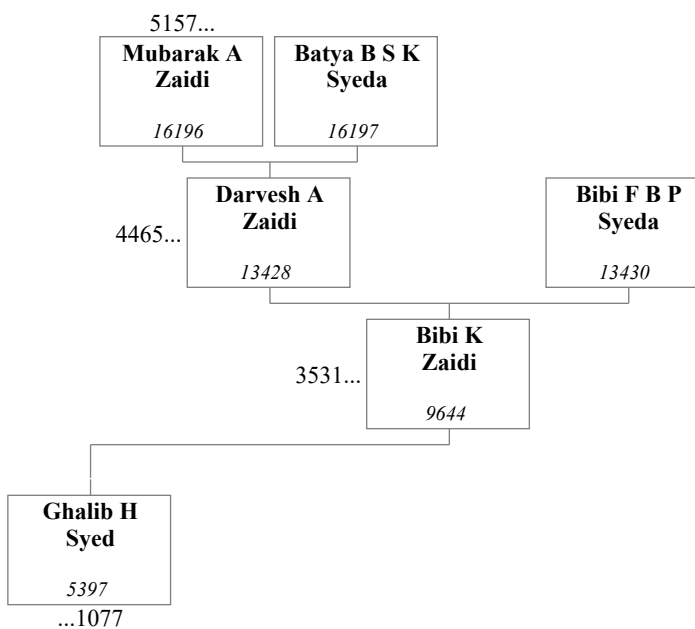 5157...
Mubarak A
Zaidi
16196
Batya B S K
Syeda
16197
4465...
Darvesh A
Zaidi
13428
Bibi F B P
Syeda
13430
3531...
Bibi K
Zaidi
9644
Ghalib H
Syed
5397
...1077